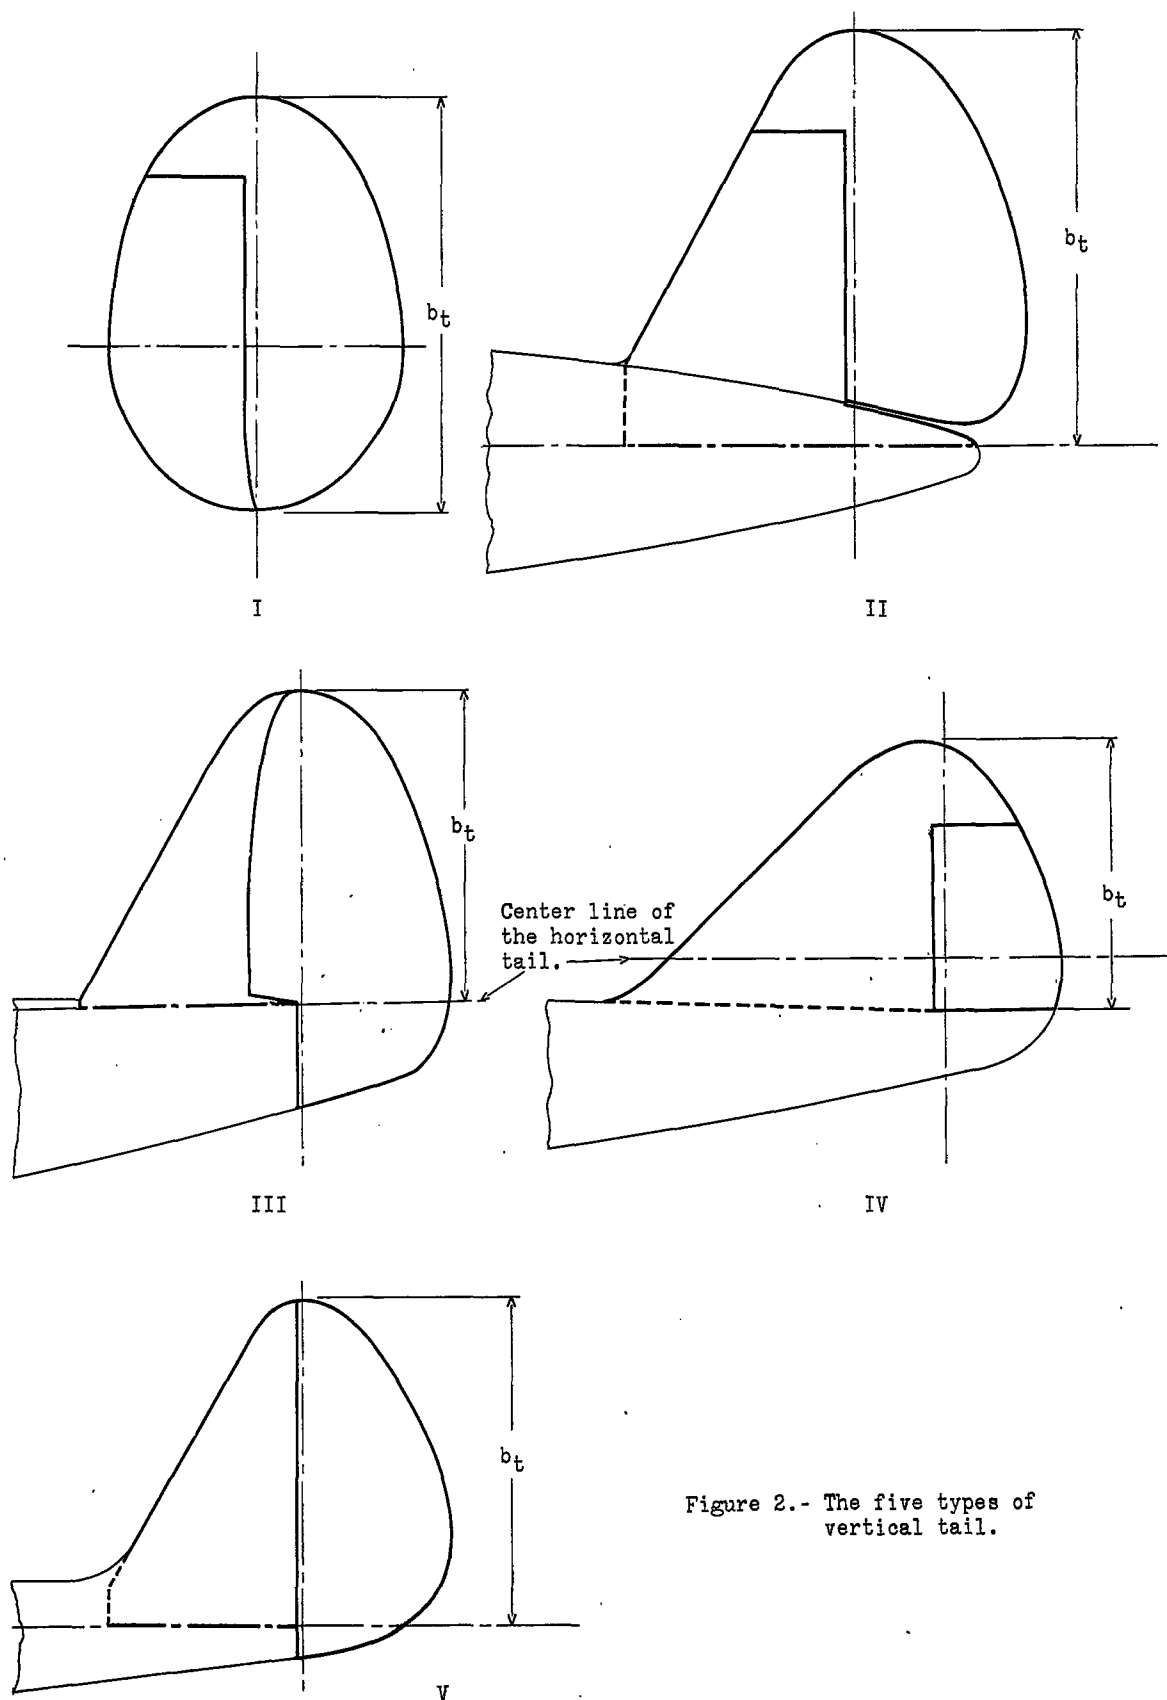 b_t
b_t
I
II
b_t
b_t
Center line of
the horizontal
tail.
III
IV
b_t
Figure 2.- The five types of
vertical tail.
V